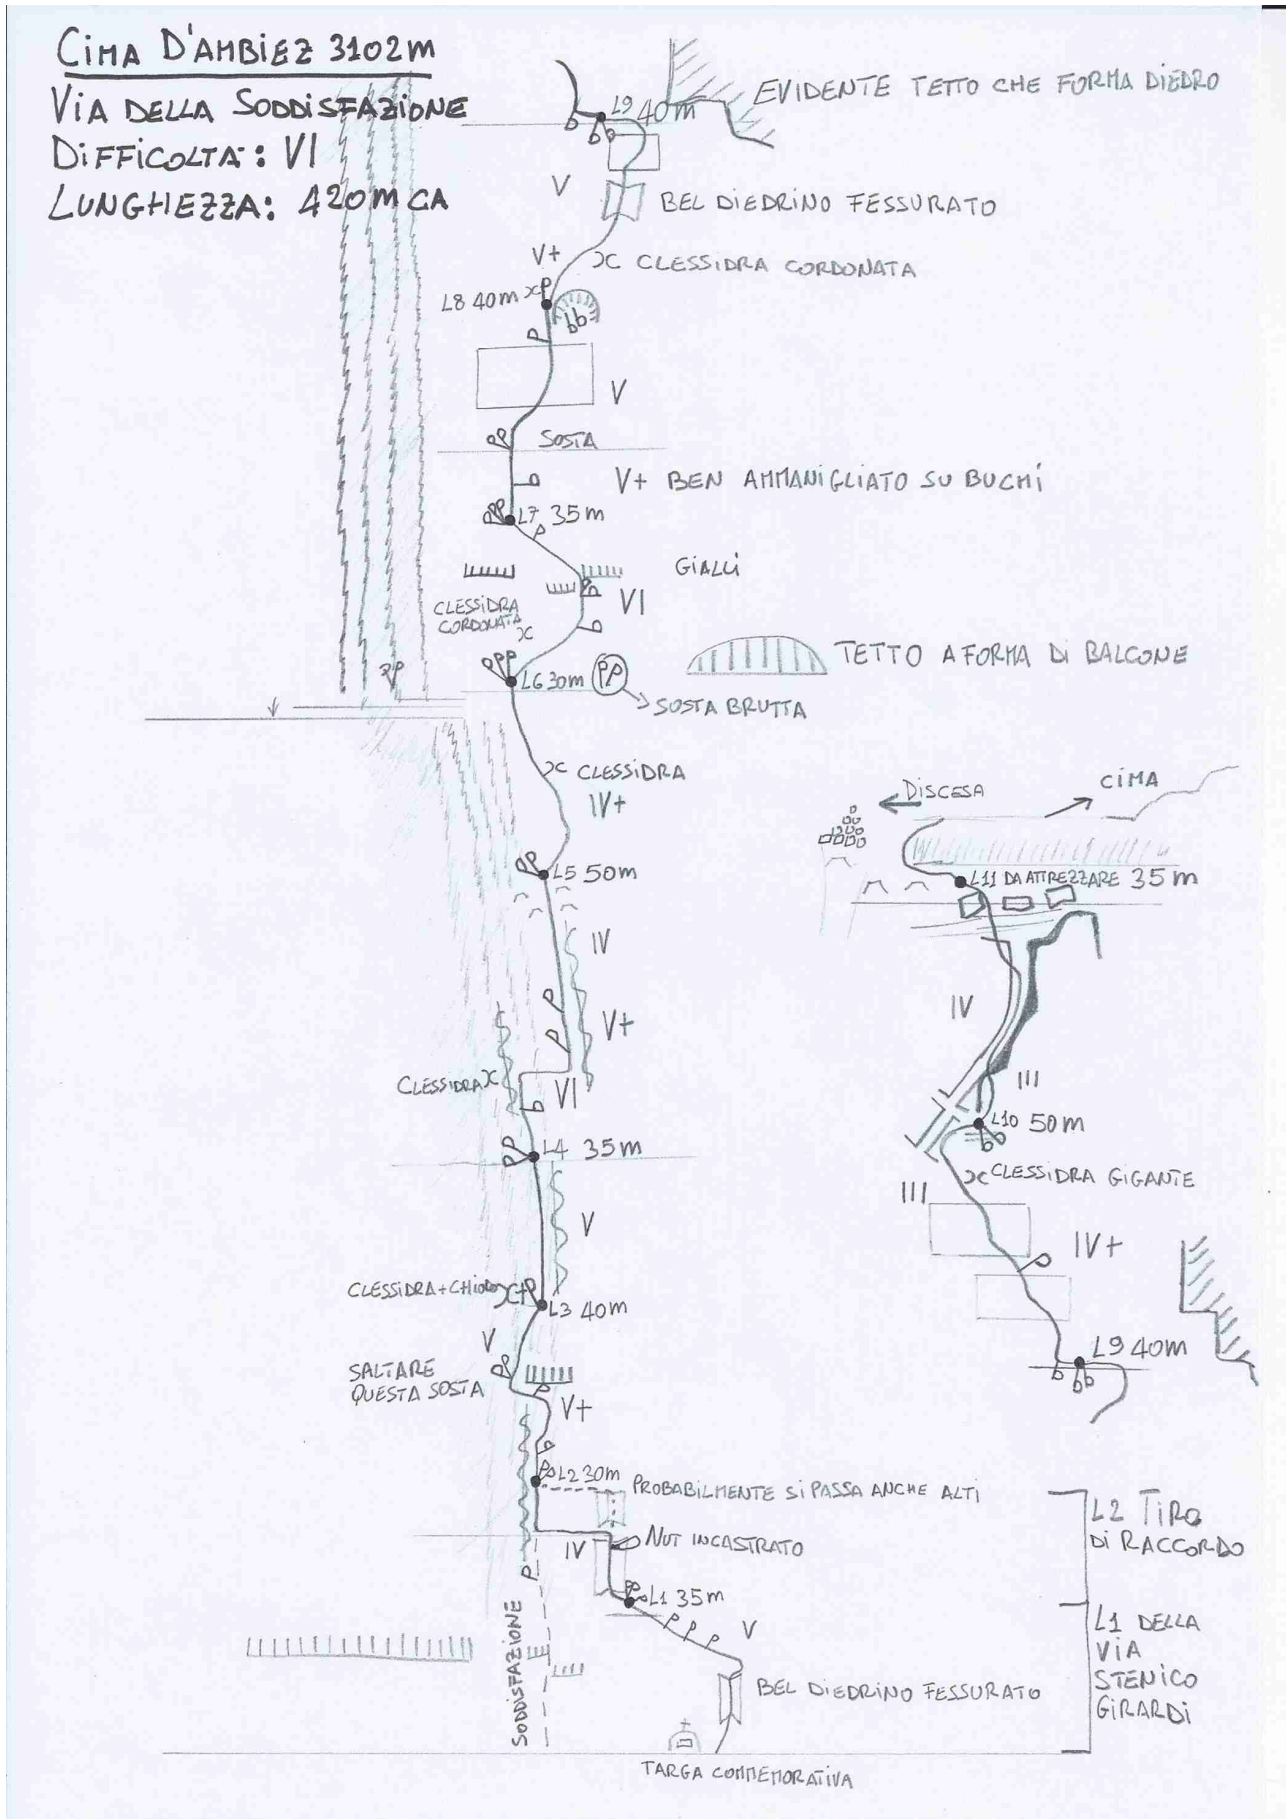 CIMA D'AMBIEZ 3102m
VIA DELLA SODDISFAZIONE
DIFFICOLTA': VI
LUNGHEZZA: 420m CA
L9 40m
EVIDENTE TETTO CHE FORMA DIEDRO
V
BEL DIEDRINO FESSURATO
V+
CLESSIDRA CORDONATA
L8 40m
V
SOSTA
V+ BEN AMMANIGLIATO SU BUCHI
L7 35m
GIALLI
CLESSIDRA
CORDONATA
VI
TETTO A FORMA DI BALCONE
L6 30m
SOSTA BRUTTA
CLESSIDRA
IV+
L5 50m
IV
V+
CLESSIDRA
VI
L4 35m
V
CLESSIDRA+CHIODO
L3 40m
V
SALTARE
QUESTA SOSTA
V+
L2 30m
PROBABILMENTE SI PASSA ANCHE ALTI
NUT INCASTRATO
IV
L1 35m
V
SODDISFAZIONE
BEL DIEDRINO FESSURATO
TARGA COMMEMORATIVA
DISCESA
CIMA
L11 DA ATTREZZARE 35m
IV
III
L10 50m
CLESSIDRA GIGANTE
III
IV+
L9 40m
L2 TIRO
DI RACCORDO
L1 DELLA
VIA
STENICO
GIRARDI